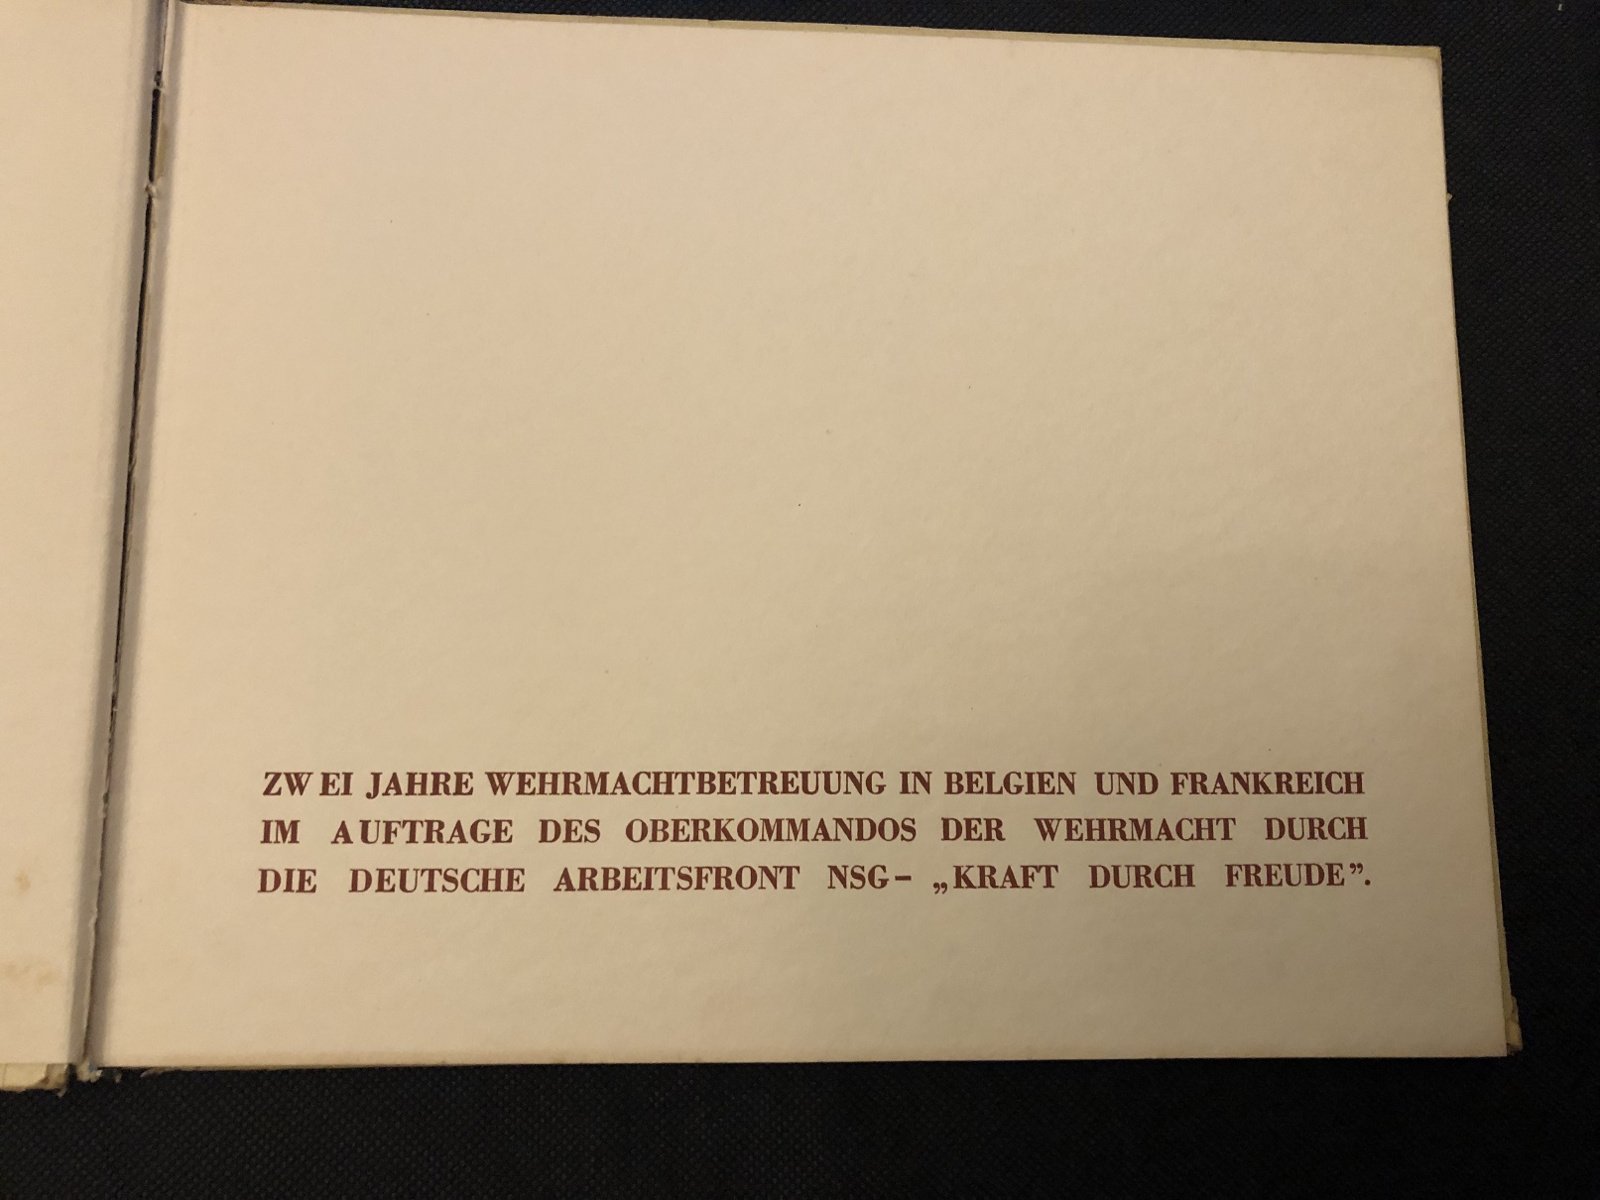 ZWEI JAHRE WEHRMACHTBETREUUNG IN BELGIEN UND FRANKREICH
IM AUFTRAGE DES OBERKOMMANDOS DER WEHRMACHT DURCH
DIE DEUTSCHE ARBEITSFRONT NSG- „KRAFT DURCH FREUDE”.